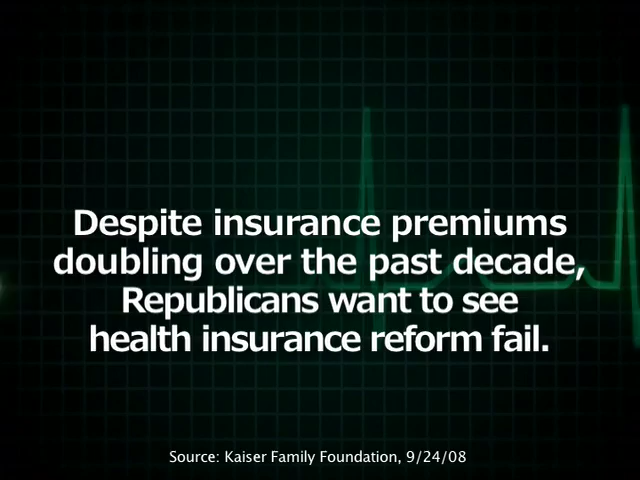 Despite insurance premiums
doubling over the past decade,
Republicans want to see
health insurance reform fail.
Source: Kaiser Family Foundation, 9/24/08